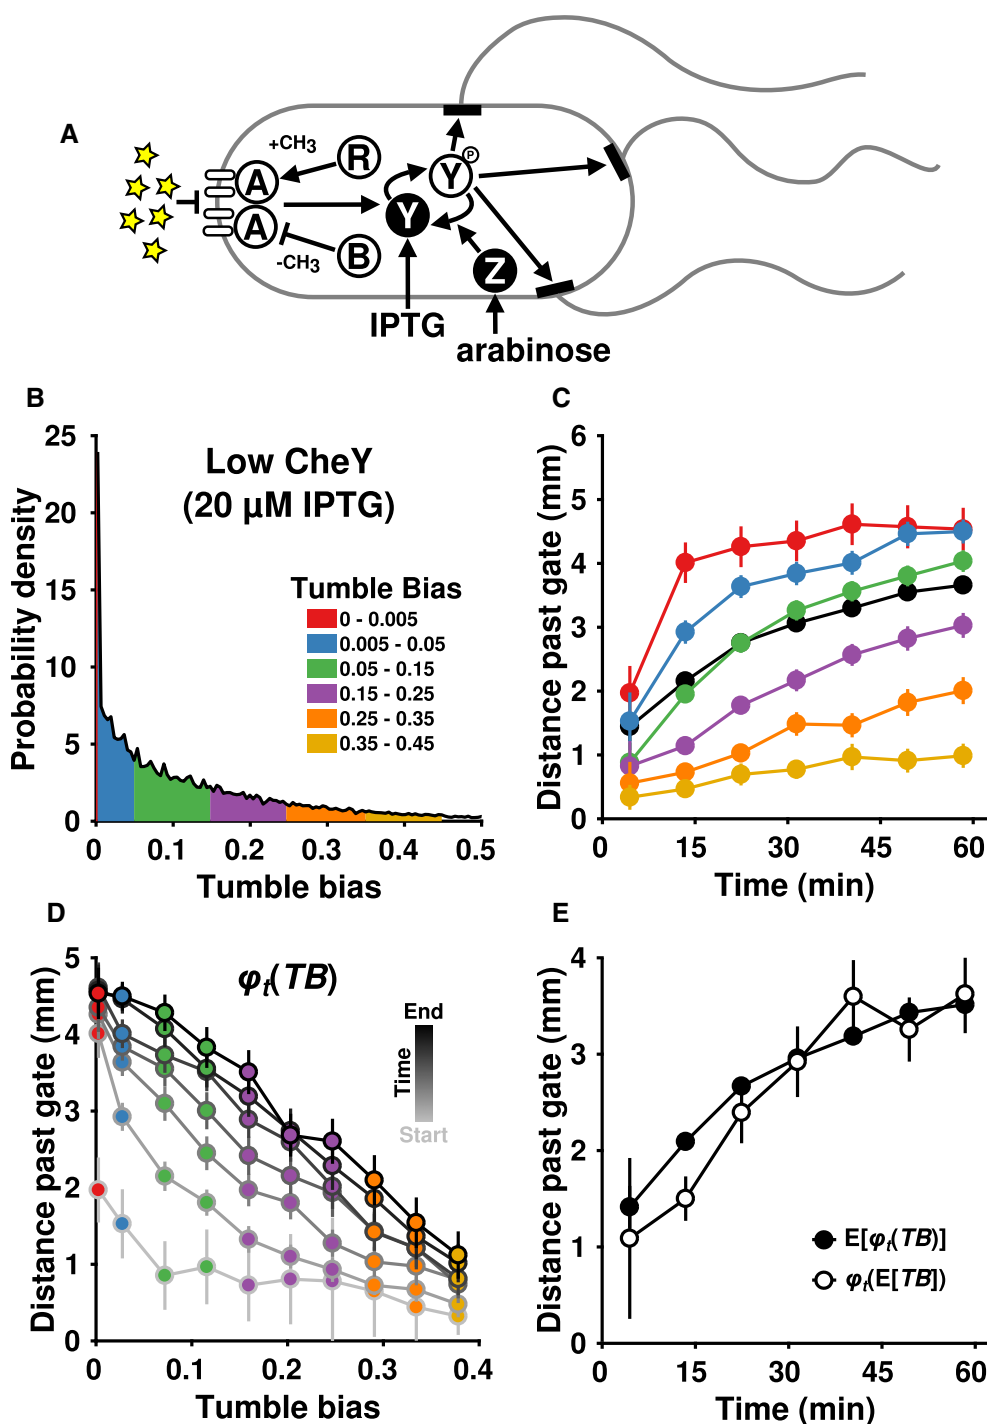 A
+CH3
R
P
A
Y
Y
A
-CH3
B
Z
IPTG
arabinose
B
Low CheY
(20 µM IPTG)
Probability density
25
20
15
10
5
0
Tumble Bias
0 - 0.005
0.005 - 0.05
0.05 - 0.15
0.15 - 0.25
0.25 - 0.35
0.35 - 0.45
0 0.1 0.2 0.3 0.4 0.5
Tumble bias
C
Distance past gate (mm)
6
5
4
3
2
1
0
0 15 30 45 60
Time (min)
D
φt(TB)
Distance past gate (mm)
5
4
3
2
1
0
End
Time
Start
0 0.1 0.2 0.3 0.4
Tumble bias
E
Distance past gate (mm)
4
3
2
1
0
E[φt(TB)]
φt(E[TB])
0 15 30 45 60
Time (min)